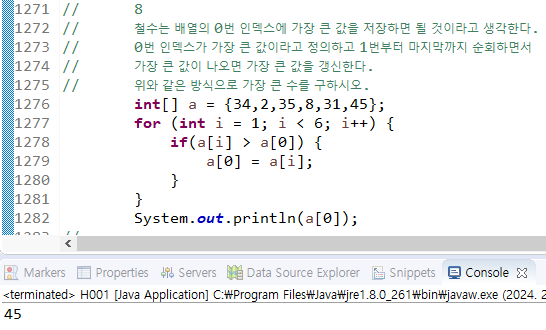 1271 //       8
1272 //       철수는 배열의 0번 인덱스에 가장 큰 값을 저장하면 될 것이라고 생각한다.
1273 //       0번 인덱스가 가장 큰 값이라고 정의하고 1번부터 마지막까지 순회하면서
1274 //       가장 큰 값이 나오면 가장 큰 값을 갱신한다.
1275 //       위와 같은 방식으로 가장 큰 수를 구하시오.
1276         int[] a = {34,2,35,8,31,45};
1277         for (int i = 1; i < 6; i++) {
1278             if(a[i] > a[0]) {
1279                 a[0] = a[i];
1280             }
1281         }
1282         System.out.println(a[0]);
Markers Properties Servers Data Source Explorer Snippets Console
<terminated> H001 [Java Application] C:₩Program Files₩Java₩jre1.8.0_261₩bin₩javaw.exe (2024. 2
45